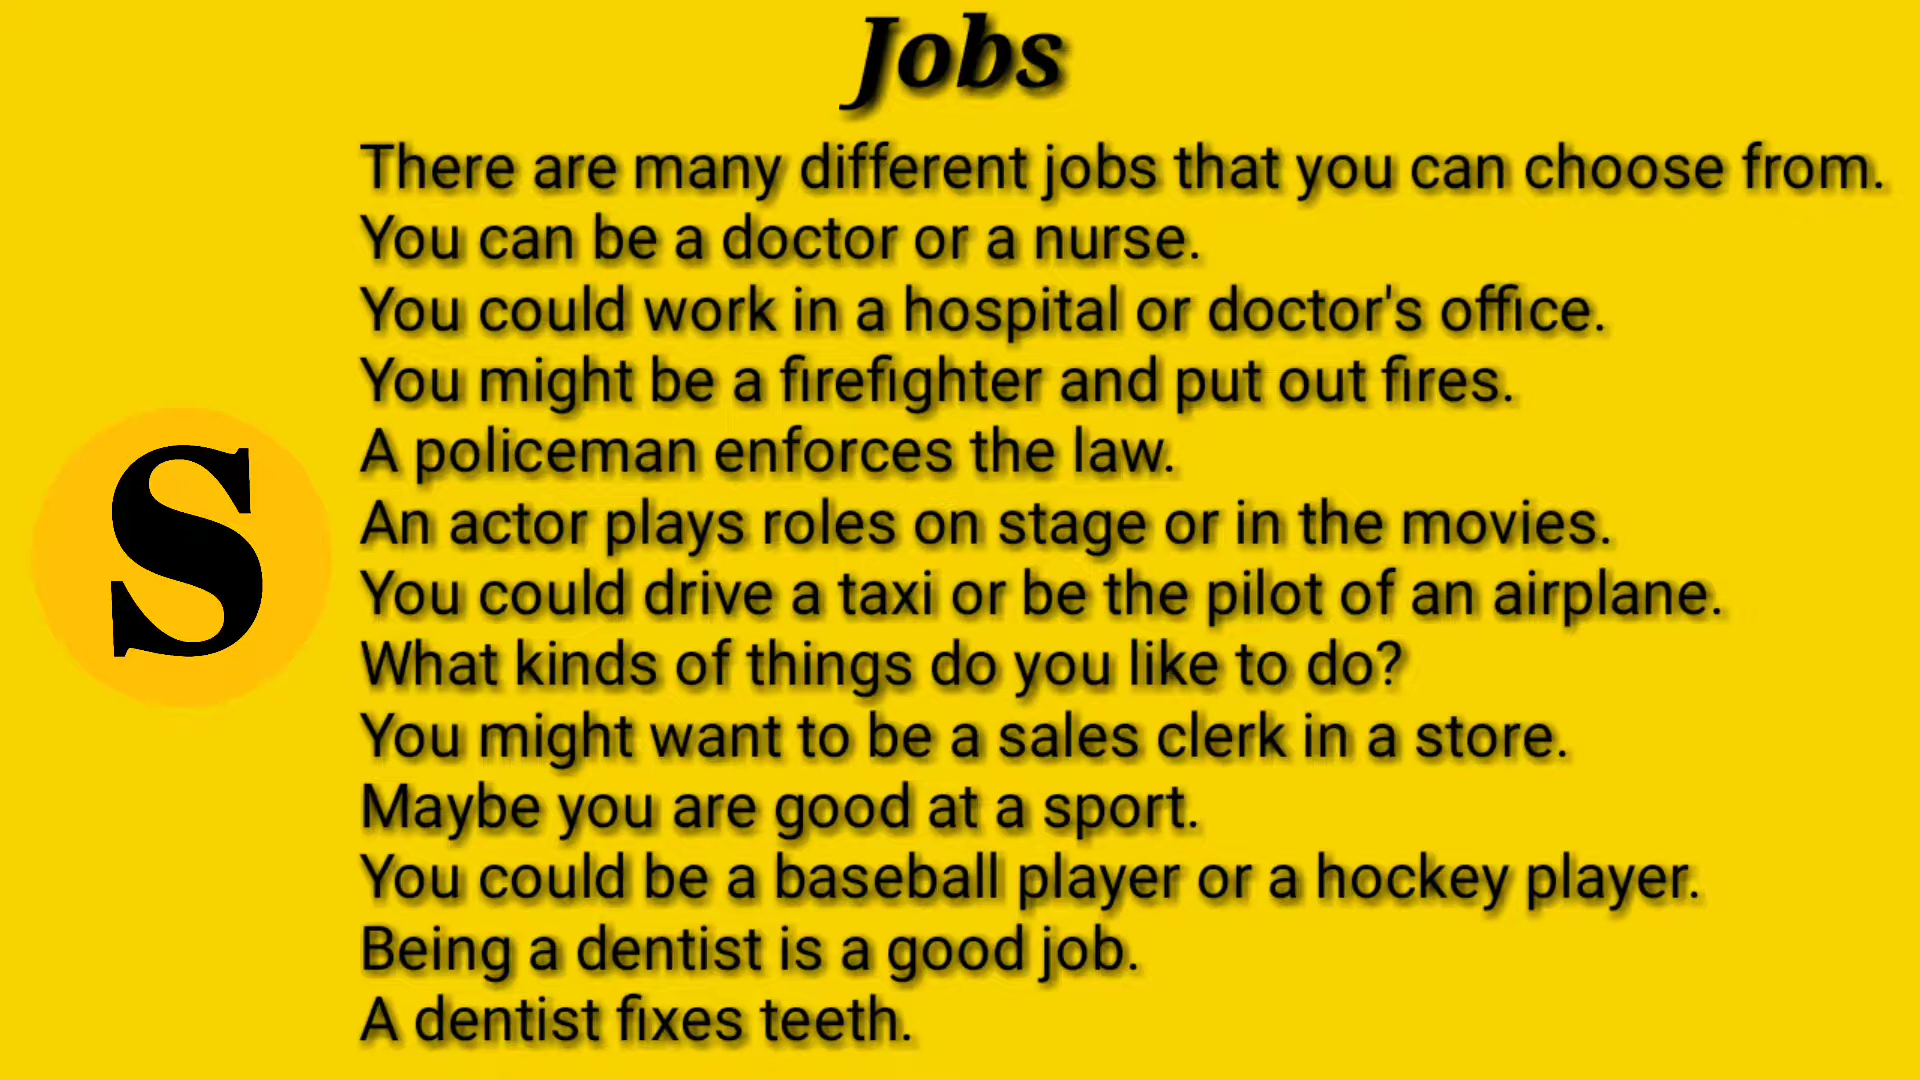 Jobs
There are many different jobs that you can choose from.
You can be a doctor or a nurse.
You could work in a hospital or doctor's office.
You might be a firefighter and put out fires.
A policeman enforces the law.
An actor plays roles on stage or in the movies.
You could drive a taxi or be the pilot of an airplane.
What kinds of things do you like to do?
You might want to be a sales clerk in a store.
Maybe you are good at a sport.
You could be a baseball player or a hockey player.
Being a dentist is a good job.
A dentist fixes teeth.
S